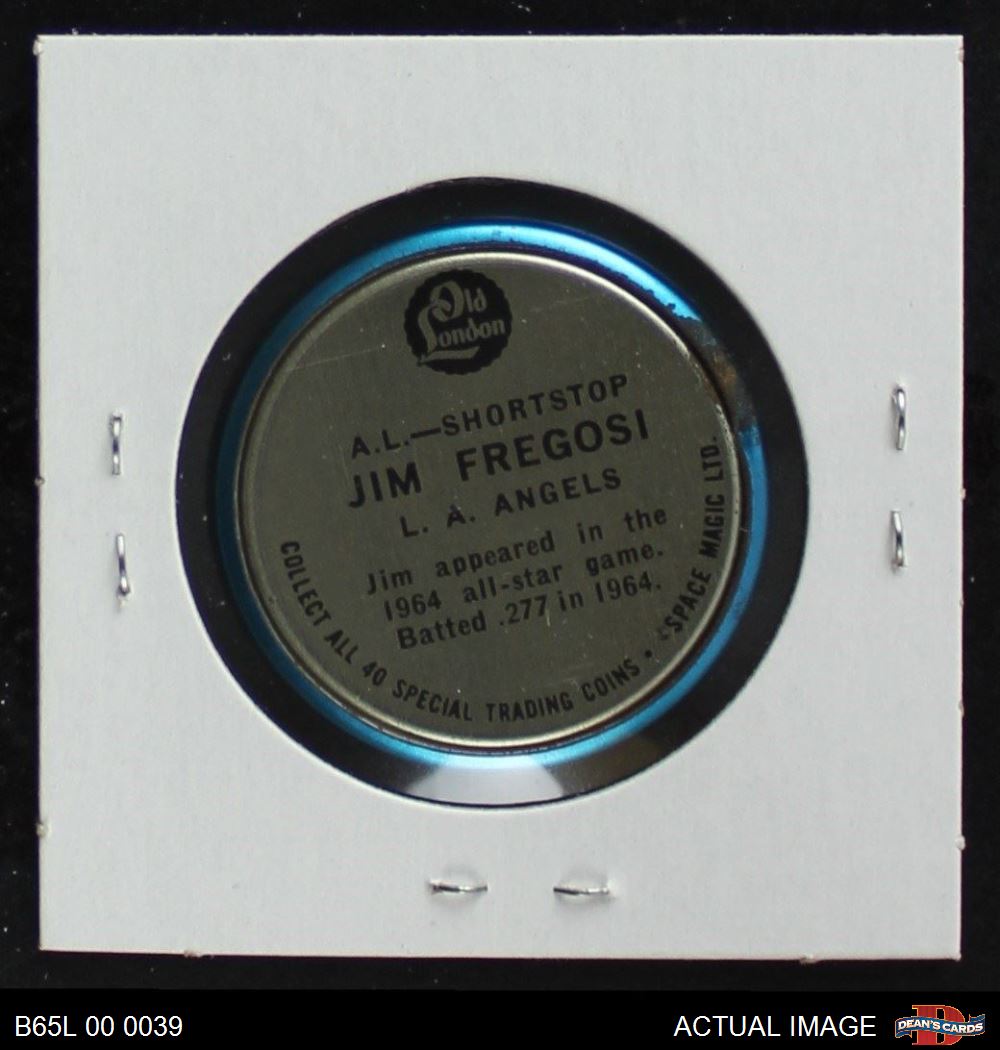 Old
London
A.L.—SHORTSTOP
JIM FREGOSI
L. A. ANGELS
Jim appeared in the
1964 all-star game.
Batted .277 in 1964.
COLLECT ALL 40 SPECIAL TRADING COINS • ©SPACE MAGIC LTD.
B65L 00 0039
ACTUAL IMAGE
D
DEAN'S CARDS